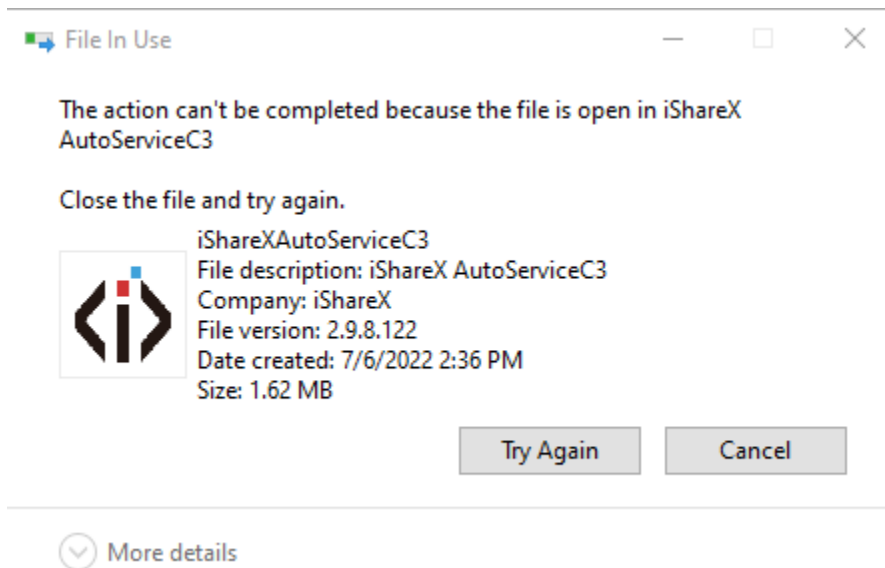 File In Use
The action can't be completed because the file is open in iShareX
AutoServiceC3
Close the file and try again.
iShareXAutoServiceC3
File description: iShareX AutoServiceC3
Company: iShareX
File version: 2.9.8.122
Date created: 7/6/2022 2:36 PM
Size: 1.62 MB
Try Again
Cancel
More details